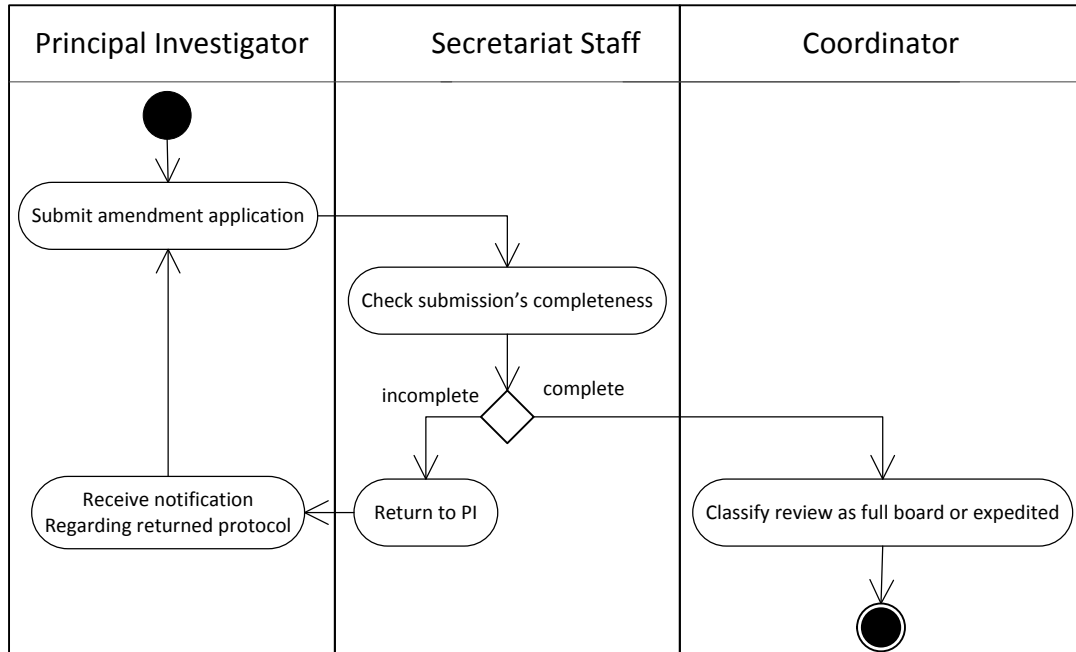 Principal Investigator
Secretariat Staff
Coordinator
Submit amendment application
Check submission's completeness
incomplete
complete
Receive notification
Regarding returned protocol
Return to PI
Classify review as full board or expedited